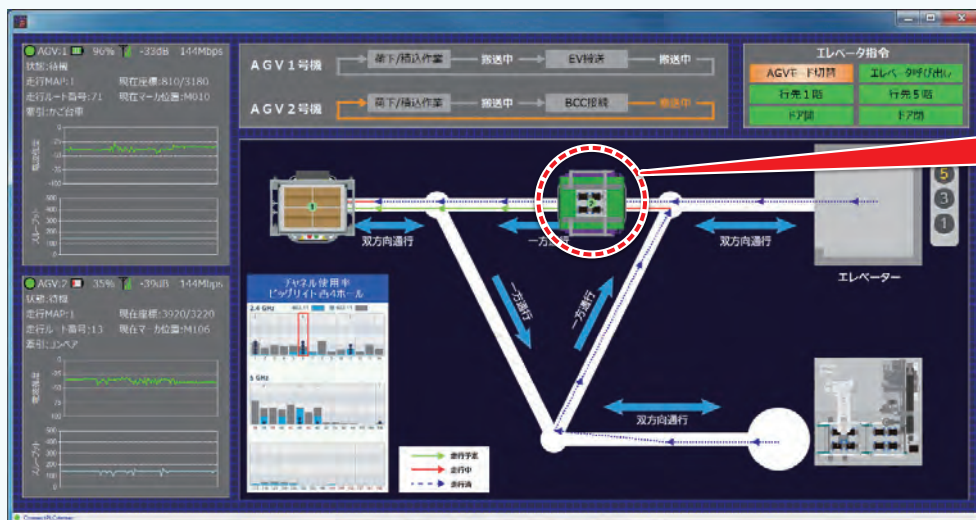 AGV:1 96% -33dB 144Mbps
状態:待機
走行MAP:1 現在座標:810/3180
走行ルート番号:71 現在マーカ位置:M010
牽引:かご台車
スループット
AGV1号機 荷下/積込作業 搬送中 EV搬送 搬送中
AGV2号機 荷下/積込作業 搬送中 BCC接続 搬送中
エレベータ指令
AGVモード切替 エレベータ呼び出し
行先1階 行先5階
ドア開 ドア閉
5
3
1
双方向通行
一方通行
双方向通行
エレベーター
一方通行
一方通行
双方向通行
AGV:2 35% -39dB 144Mbps
状態:待機
走行MAP:1 現在座標:3920/3220
走行ルート番号:13 現在マーカ位置:M106
牽引:コンベア
スループット
チャネル使用率
ビッグサイト西4ホール
2.4 GHz
5 GHz
走行予定
走行中
走行済